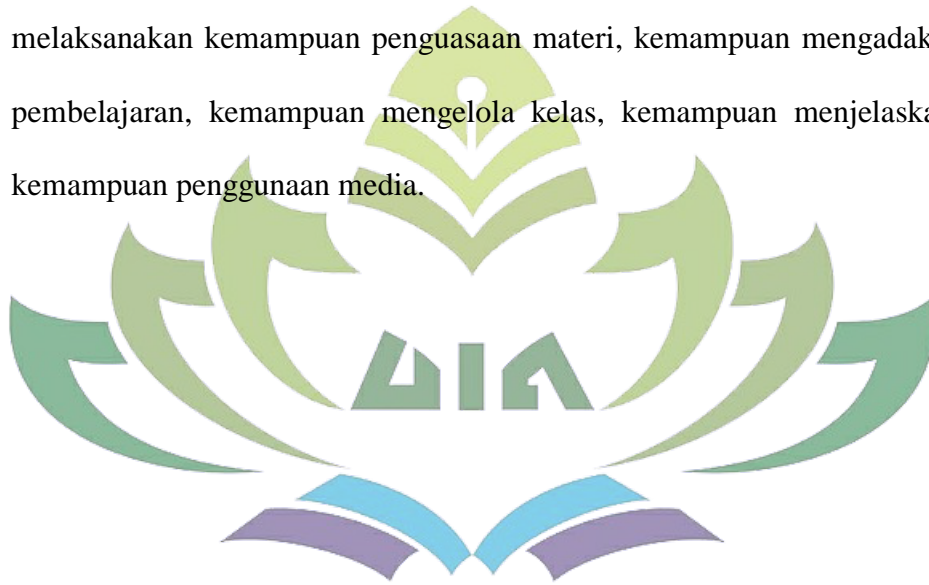 melaksanakan kemampuan penguasaan materi, kemampuan mengadak
pembelajaran, kemampuan mengelola kelas, kemampuan menjelaska
kemampuan penggunaan media.
UIN